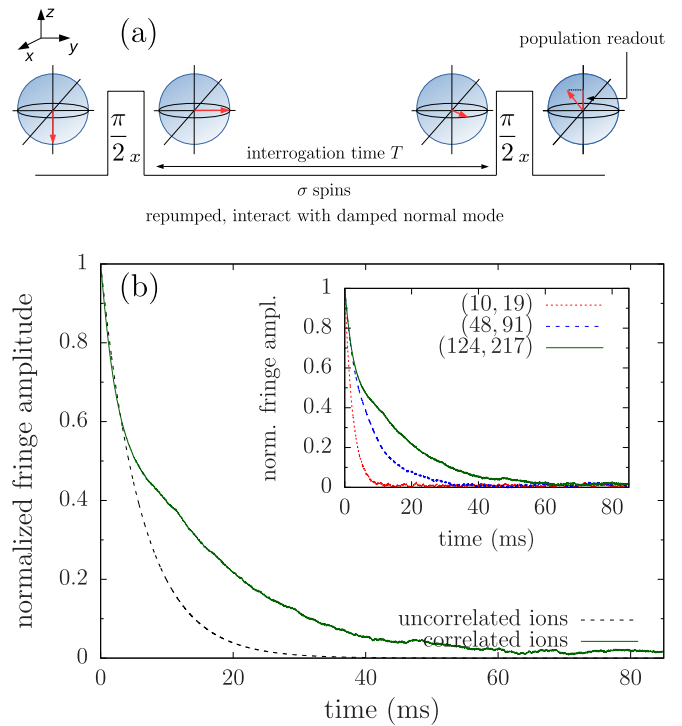 (a)
z
y
x
population readout
π
2 x
interrogation time T
π
2 x
σ spins
repumped, interact with damped normal mode
(b)
normalized fringe amplitude
1
0.8
0.6
0.4
0.2
0
0 20 40 60 80
time (ms)
uncorrelated ions
correlated ions
norm. fringe ampl.
1
0.8
0.6
0.4
0.2
0
0 20 40 60 80
time (ms)
(10, 19)
(48, 91)
(124, 217)